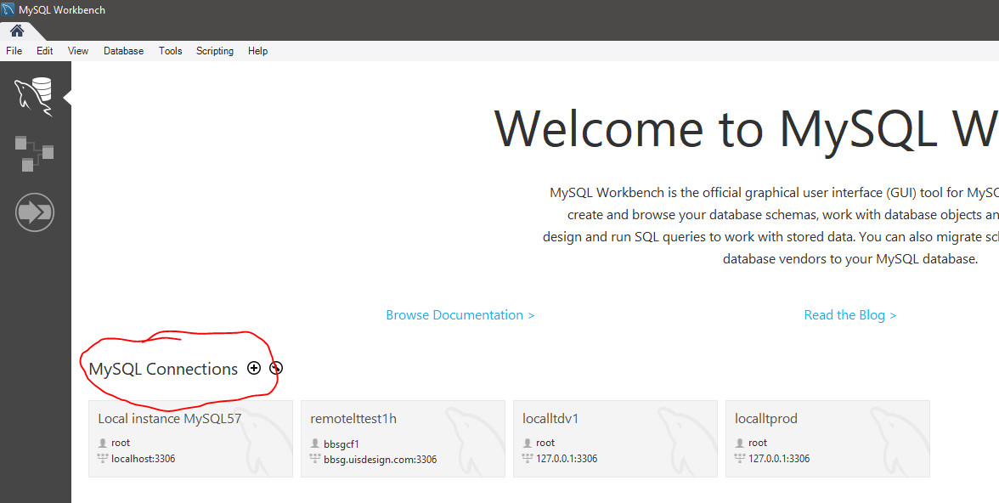 MySQL Workbench
File Edit View Database Tools Scripting Help
Welcome to MySQL W
MySQL Workbench is the official graphical user interface (GUI) tool for MySQ
create and browse your database schemas, work with database objects an
design and run SQL queries to work with stored data. You can also migrate sc
database vendors to your MySQL database.
Browse Documentation > Read the Blog >
MySQL Connections
Local instance MySQL57
root
localhost:3306
remotelttest1h
bbsgcf1
bbsg.uisdesign.com:3306
localltdv1
root
127.0.0.1:3306
localltprod
root
127.0.0.1:3306